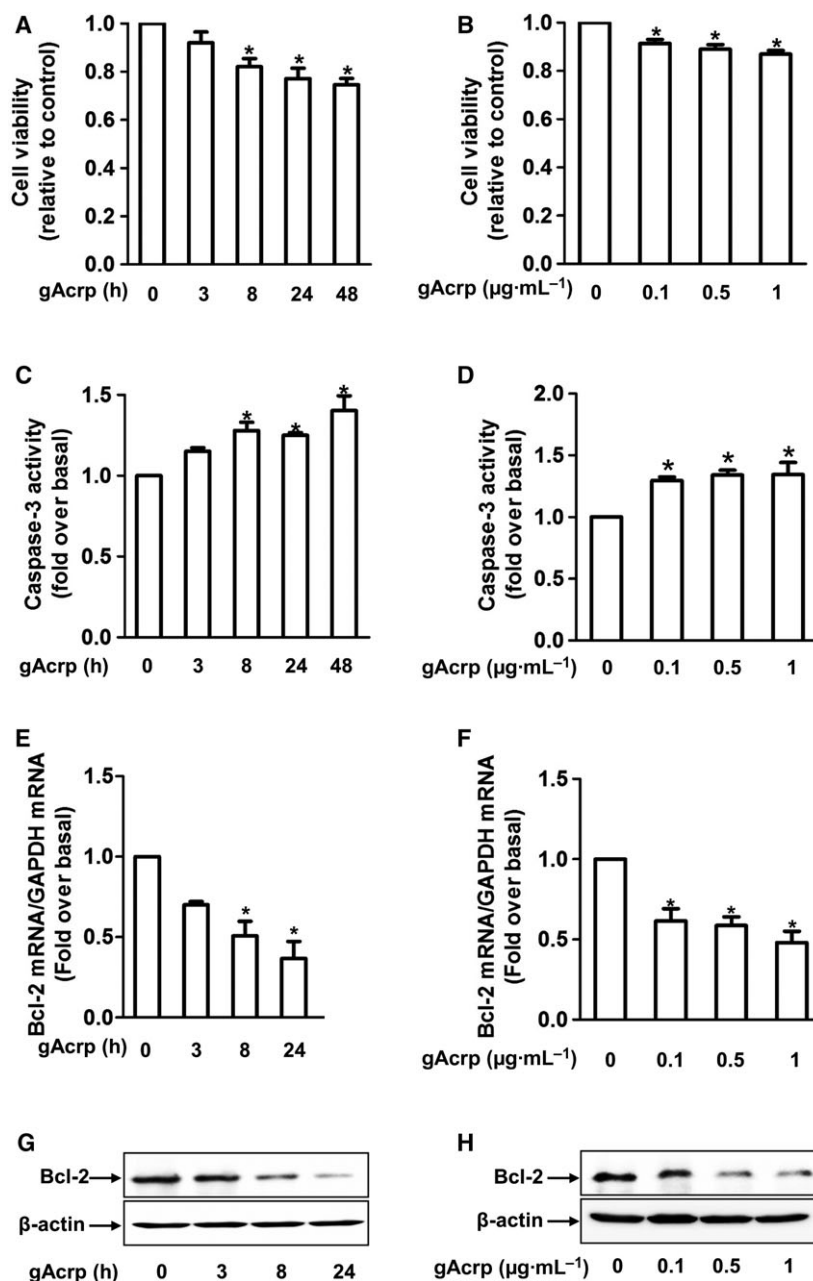 A
Cell viability
(relative to control)
1.0
0.8
0.6
0.4
0.2
0.0
* * *
gAcrp (h) 0 3 8 24 48
B
Cell viability
(relative to control)
1.0
0.8
0.6
0.4
0.2
0.0
* * *
gAcrp (µg·mL⁻¹) 0 0.1 0.5 1
C
Caspase-3 activity
(fold over basal)
1.5
1.0
0.5
0.0
* * *
gAcrp (h) 0 3 8 24 48
D
Caspase-3 activity
(fold over basal)
2.0
1.5
1.0
0.5
0.0
* * *
gAcrp (µg·mL⁻¹) 0 0.1 0.5 1
E
Bcl-2 mRNA/GAPDH mRNA
(Fold over basal)
1.5
1.0
0.5
0.0
* *
gAcrp (h) 0 3 8 24
F
Bcl-2 mRNA/GAPDH mRNA
(Fold over basal)
1.5
1.0
0.5
0.0
* * *
gAcrp (µg·mL⁻¹) 0 0.1 0.5 1
G
Bcl-2
β-actin
gAcrp (h) 0 3 8 24
H
Bcl-2
β-actin
gAcrp (µg·mL⁻¹) 0 0.1 0.5 1